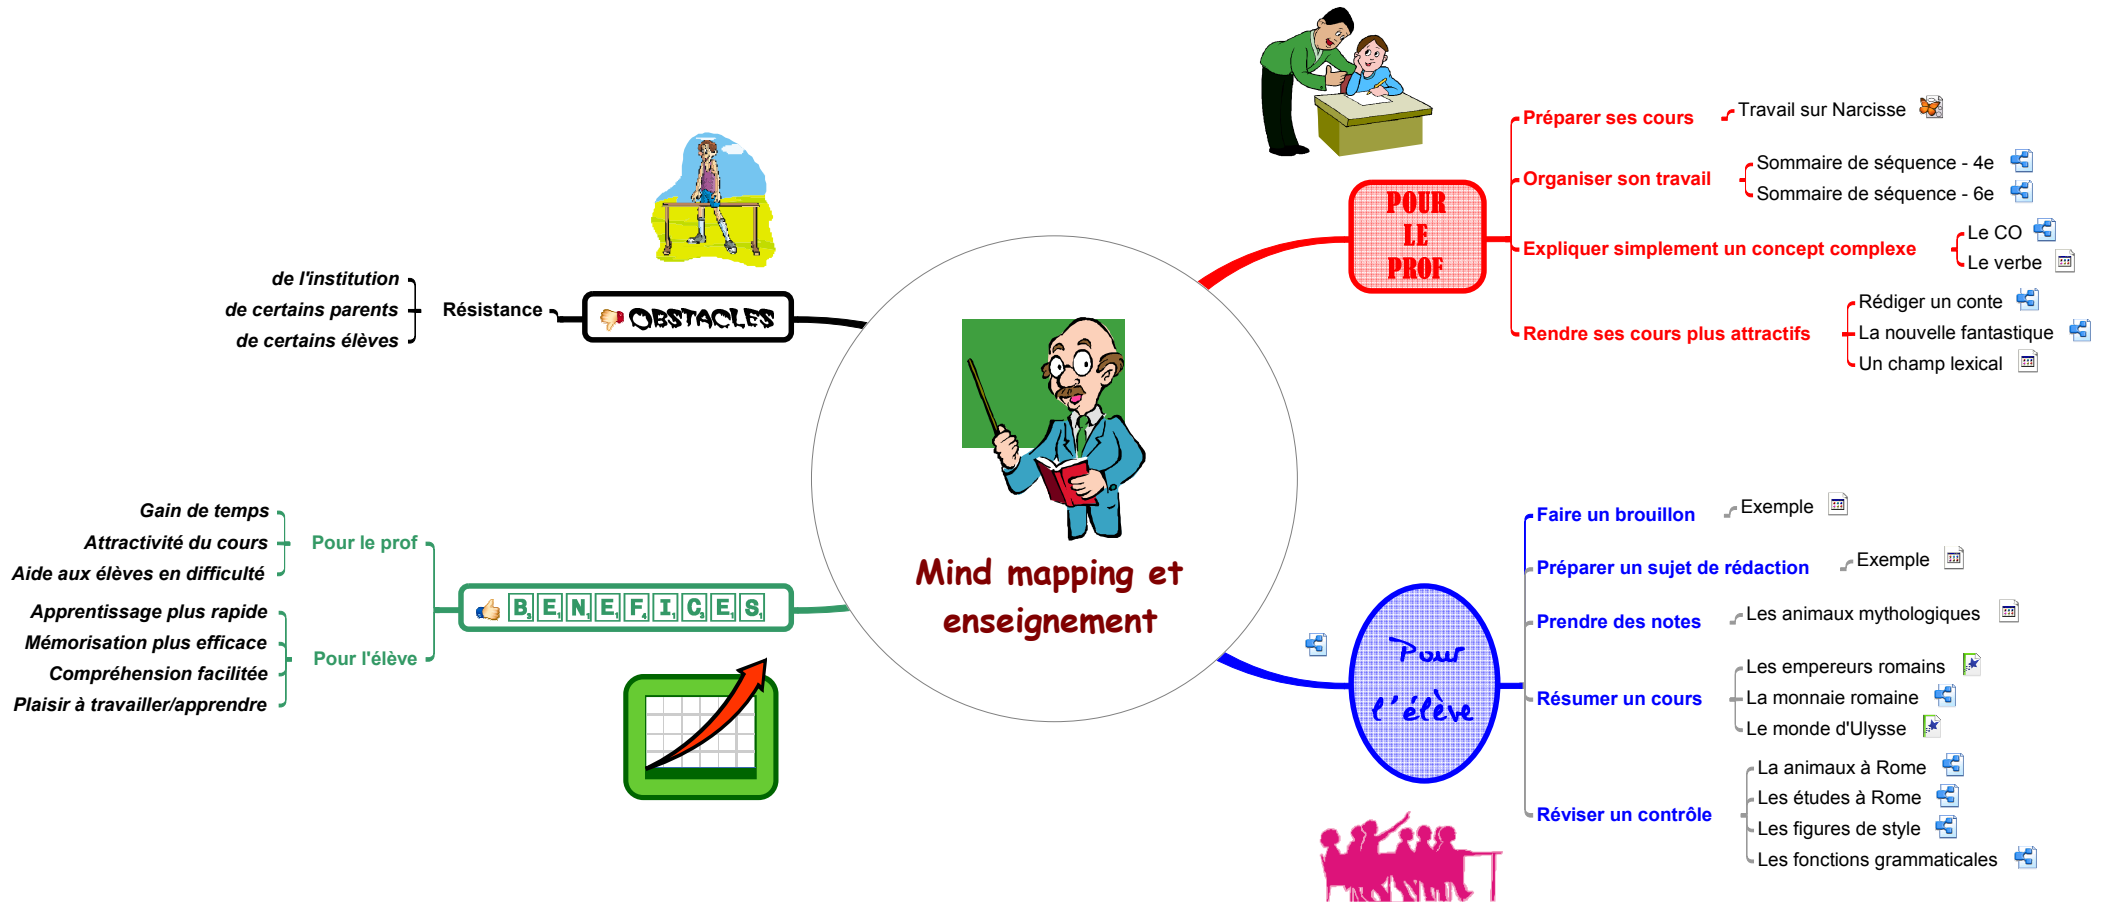 Mind mapping et
enseignement
POUR
LE
PROF
Préparer ses cours
Travail sur Narcisse
Organiser son travail
Sommaire de séquence - 4e
Sommaire de séquence - 6e
Expliquer simplement un concept complexe
Le CO
Le verbe
Rendre ses cours plus attractifs
Rédiger un conte
La nouvelle fantastique
Un champ lexical
Pour
l'élève
Faire un brouillon
Exemple
Préparer un sujet de rédaction
Exemple
Prendre des notes
Les animaux mythologiques
Résumer un cours
Les empereurs romains
La monnaie romaine
Le monde d'Ulysse
Réviser un contrôle
La animaux à Rome
Les études à Rome
Les figures de style
Les fonctions grammaticales
BENEFICES
Pour le prof
Gain de temps
Attractivité du cours
Aide aux élèves en difficulté
Pour l'élève
Apprentissage plus rapide
Mémorisation plus efficace
Compréhension facilitée
Plaisir à travailler/apprendre
OBSTACLES
Résistance
de l'institution
de certains parents
de certains élèves